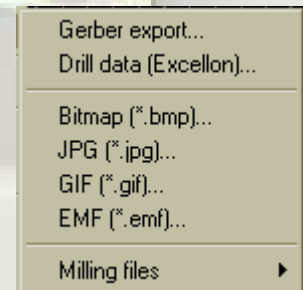 Gerber export...
Drill data (Excellon)...
Bitmap (*.bmp)...
JPG (*.jpg)...
GIF (*.gif)...
EMF (*.emf)...
Milling files